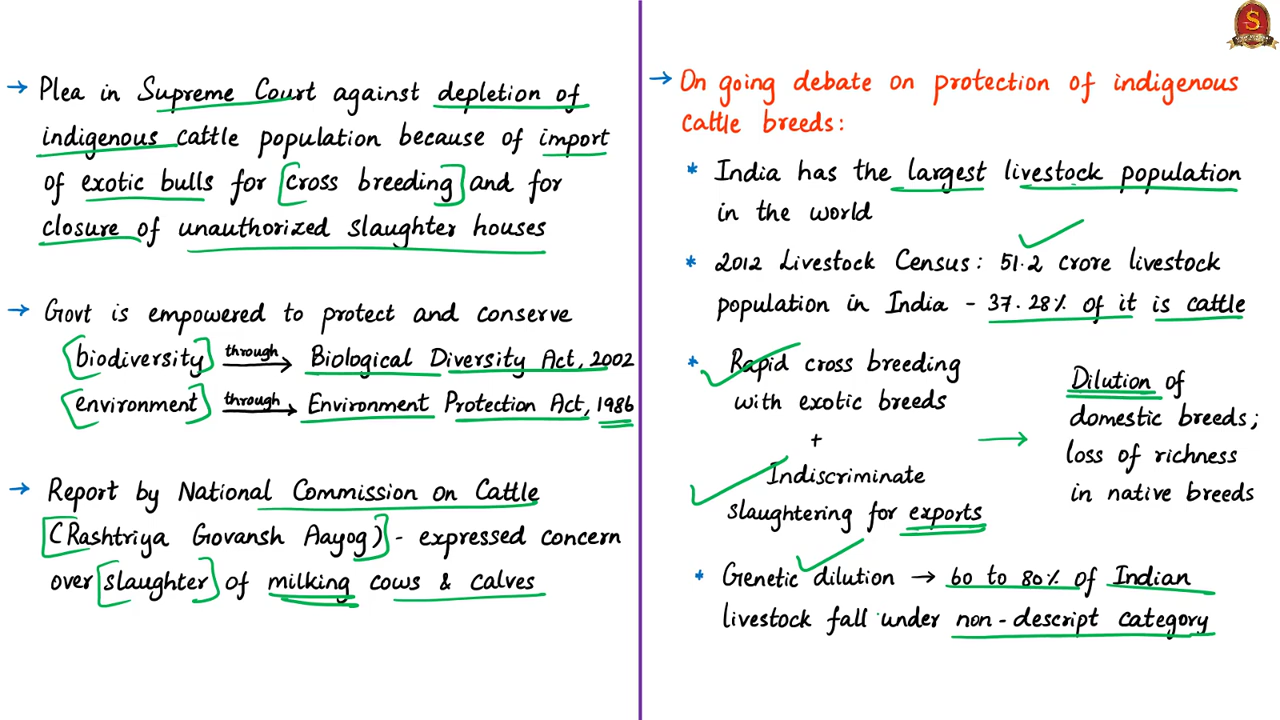 → Plea in Supreme Court against depletion of
indigenous cattle population because of import
of exotic bulls for [cross breeding] and for
closure of unauthorized slaughter houses
→ Govt is empowered to protect and conserve
[biodiversity] through → Biological Diversity Act, 2002
[environment] through → Environment Protection Act, 1986
→ Report by National Commission on Cattle
[(Rashtriya Govansh Aayog)] - expressed concern
over [slaughter] of milking cows & calves
→ On going debate on protection of indigenous
cattle breeds:
* India has the largest livestock population
in the world
* 2012 Livestock Census: 51.2 crore livestock
population in India - 37.28% of it is cattle
* Rapid cross breeding
with exotic breeds
+
Indiscriminate
slaughtering for exports
→ Dilution of
domestic breeds;
loss of richness
in native breeds
* Genetic dilution → 60 to 80% of Indian
livestock fall under non-descript category
S